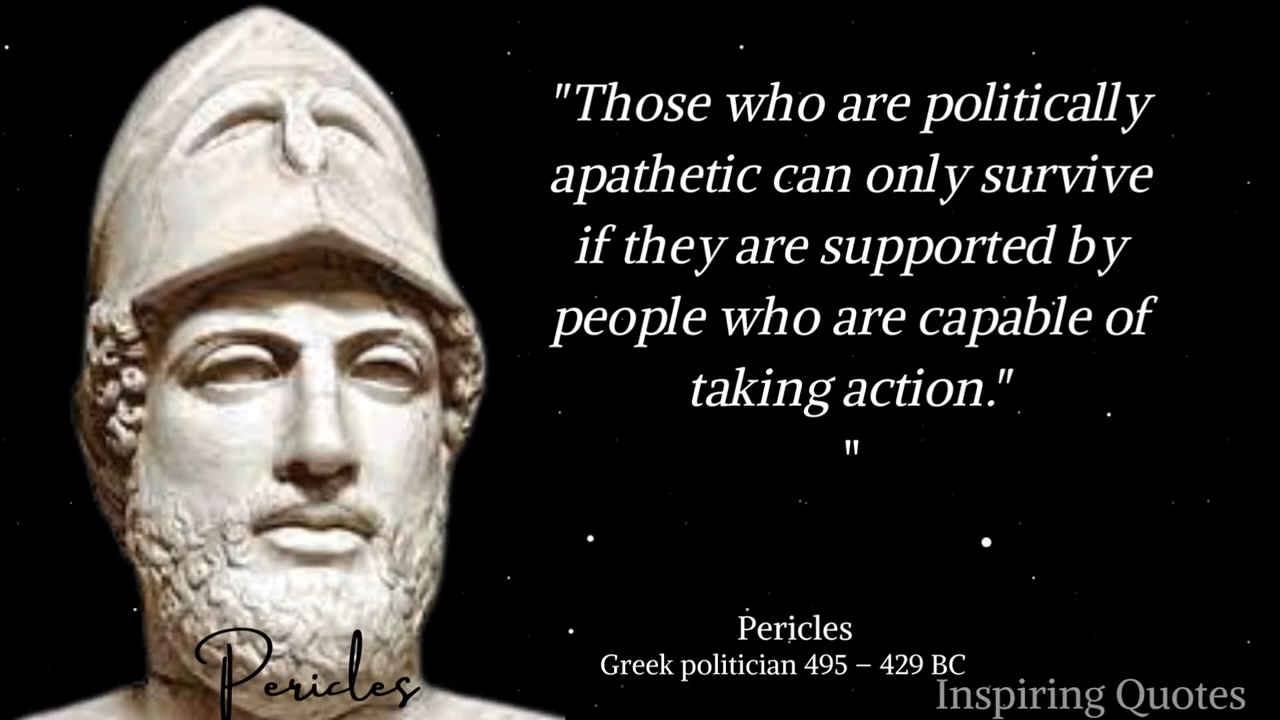 "Those who are politically
apathetic can only survive
if they are supported by
people who are capable of
taking action."
"
Pericles
Greek politician 495 – 429 BC
Pericles
Inspiring Quotes